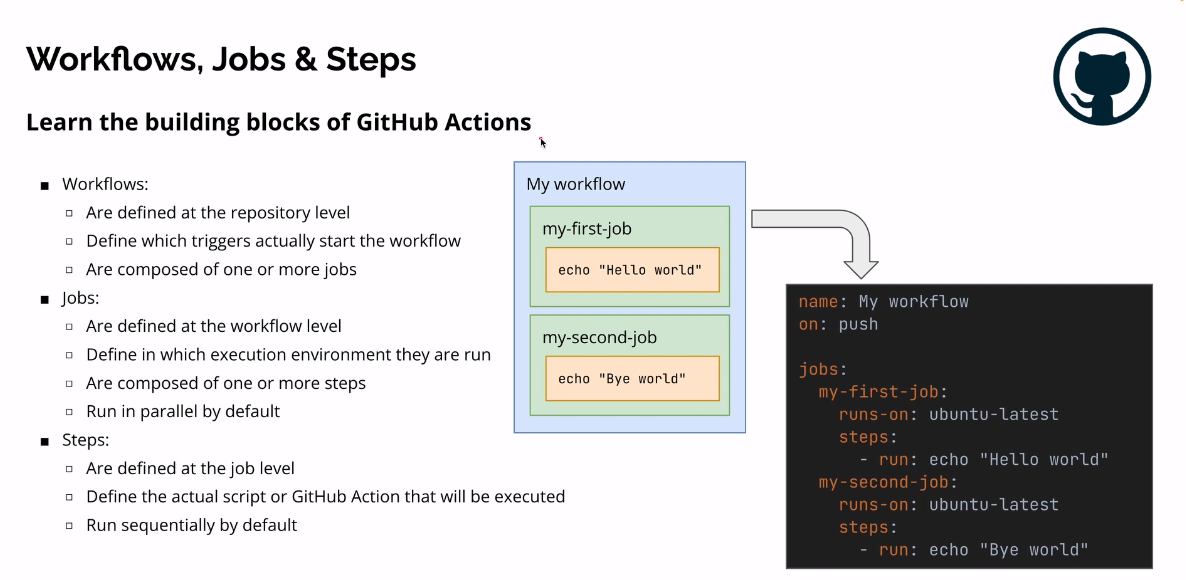 Workflows, Jobs & Steps
Learn the building blocks of GitHub Actions
■ Workflows:
▫ Are defined at the repository level
▫ Define which triggers actually start the workflow
▫ Are composed of one or more jobs
■ Jobs:
▫ Are defined at the workflow level
▫ Define in which execution environment they are run
▫ Are composed of one or more steps
▫ Run in parallel by default
■ Steps:
▫ Are defined at the job level
▫ Define the actual script or GitHub Action that will be executed
▫ Run sequentially by default
My workflow
my-first-job
echo "Hello world"
my-second-job
echo "Bye world"
name: My workflow
on: push

jobs:
  my-first-job:
    runs-on: ubuntu-latest
    steps:
      - run: echo "Hello world"
  my-second-job:
    runs-on: ubuntu-latest
    steps:
      - run: echo "Bye world"